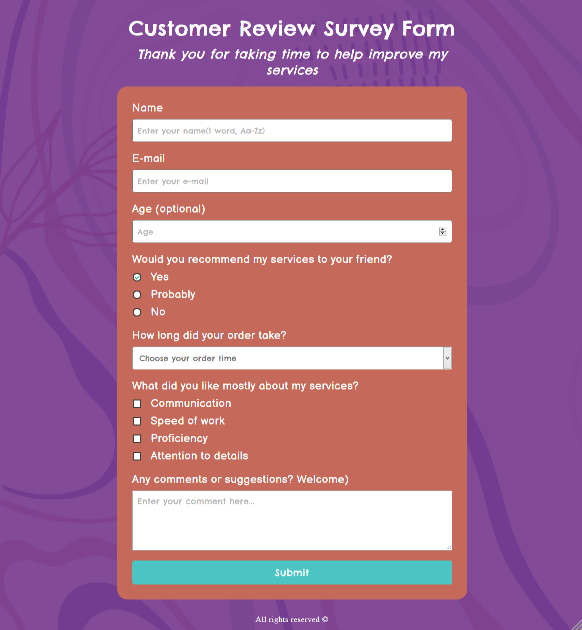 Customer Review Survey Form
Thank you for taking time to help improve my
services
Name
Enter your name(1 word, Aa-Zz)
E-mail
Enter your e-mail
Age (optional)
Age
Would you recommend my services to your friend?
Yes
Probably
No
How long did your order take?
Choose your order time
What did you like mostly about my services?
Communication
Speed of work
Proficiency
Attention to details
Any comments or suggestions? Welcome)
Enter your comment here...
Submit
All rights reserved ©